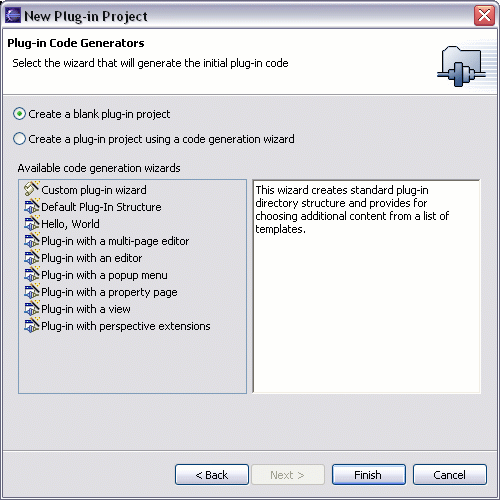 New Plug-in Project
Plug-in Code Generators
Select the wizard that will generate the initial plug-in code
Create a blank plug-in project
Create a plug-in project using a code generation wizard
Available code generation wizards
Custom plug-in wizard
Default Plug-In Structure
Hello, World
Plug-in with a multi-page editor
Plug-in with an editor
Plug-in with a popup menu
Plug-in with a property page
Plug-in with a view
Plug-in with perspective extensions
This wizard creates standard plug-in
directory structure and provides for
choosing additional content from a list of
templates.
< Back
Next >
Finish
Cancel